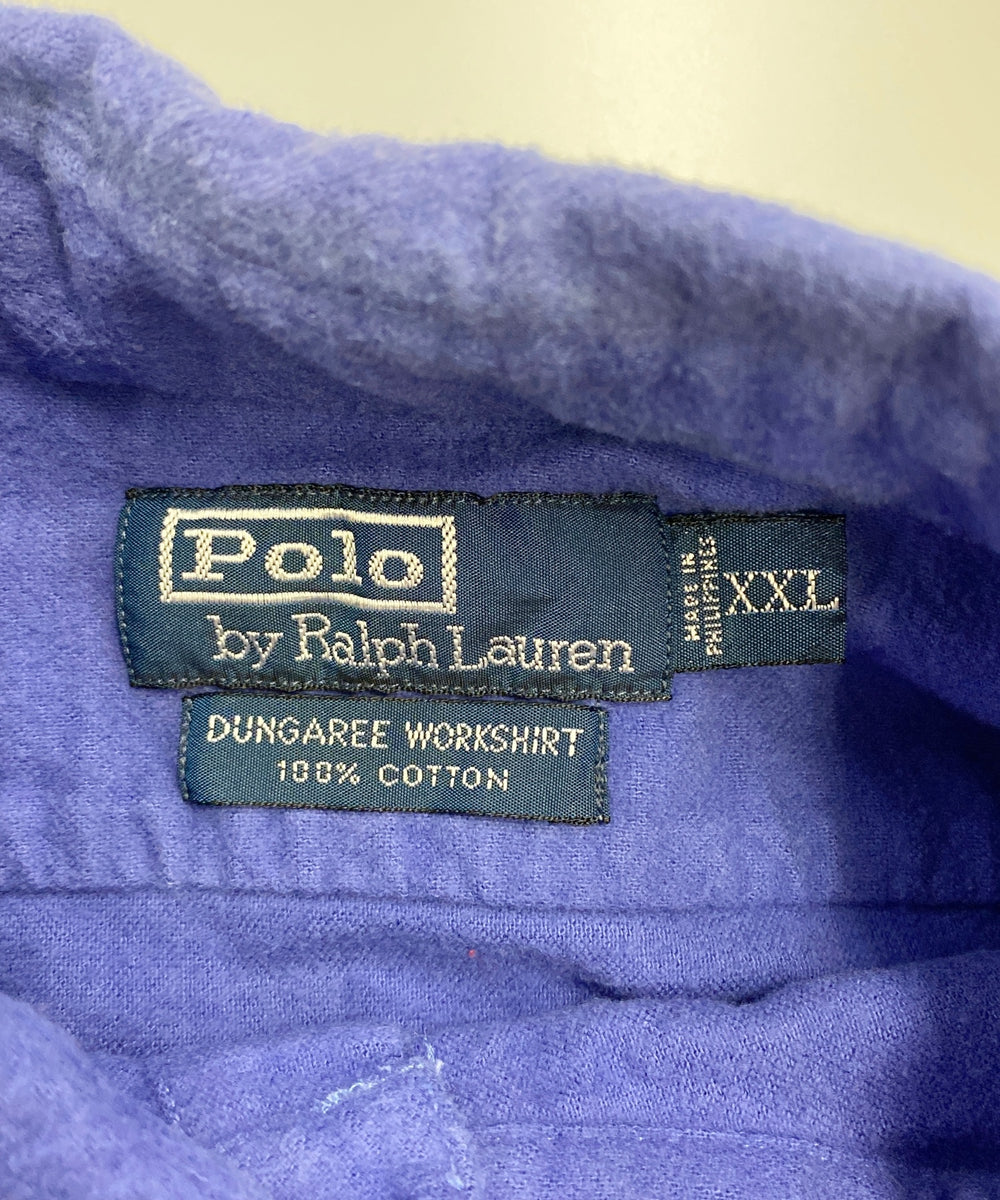 Polo
by Ralph Lauren
MADE IN
PHILIPPINES
XXL
DUNGAREE WORKSHIRT
100% COTTON